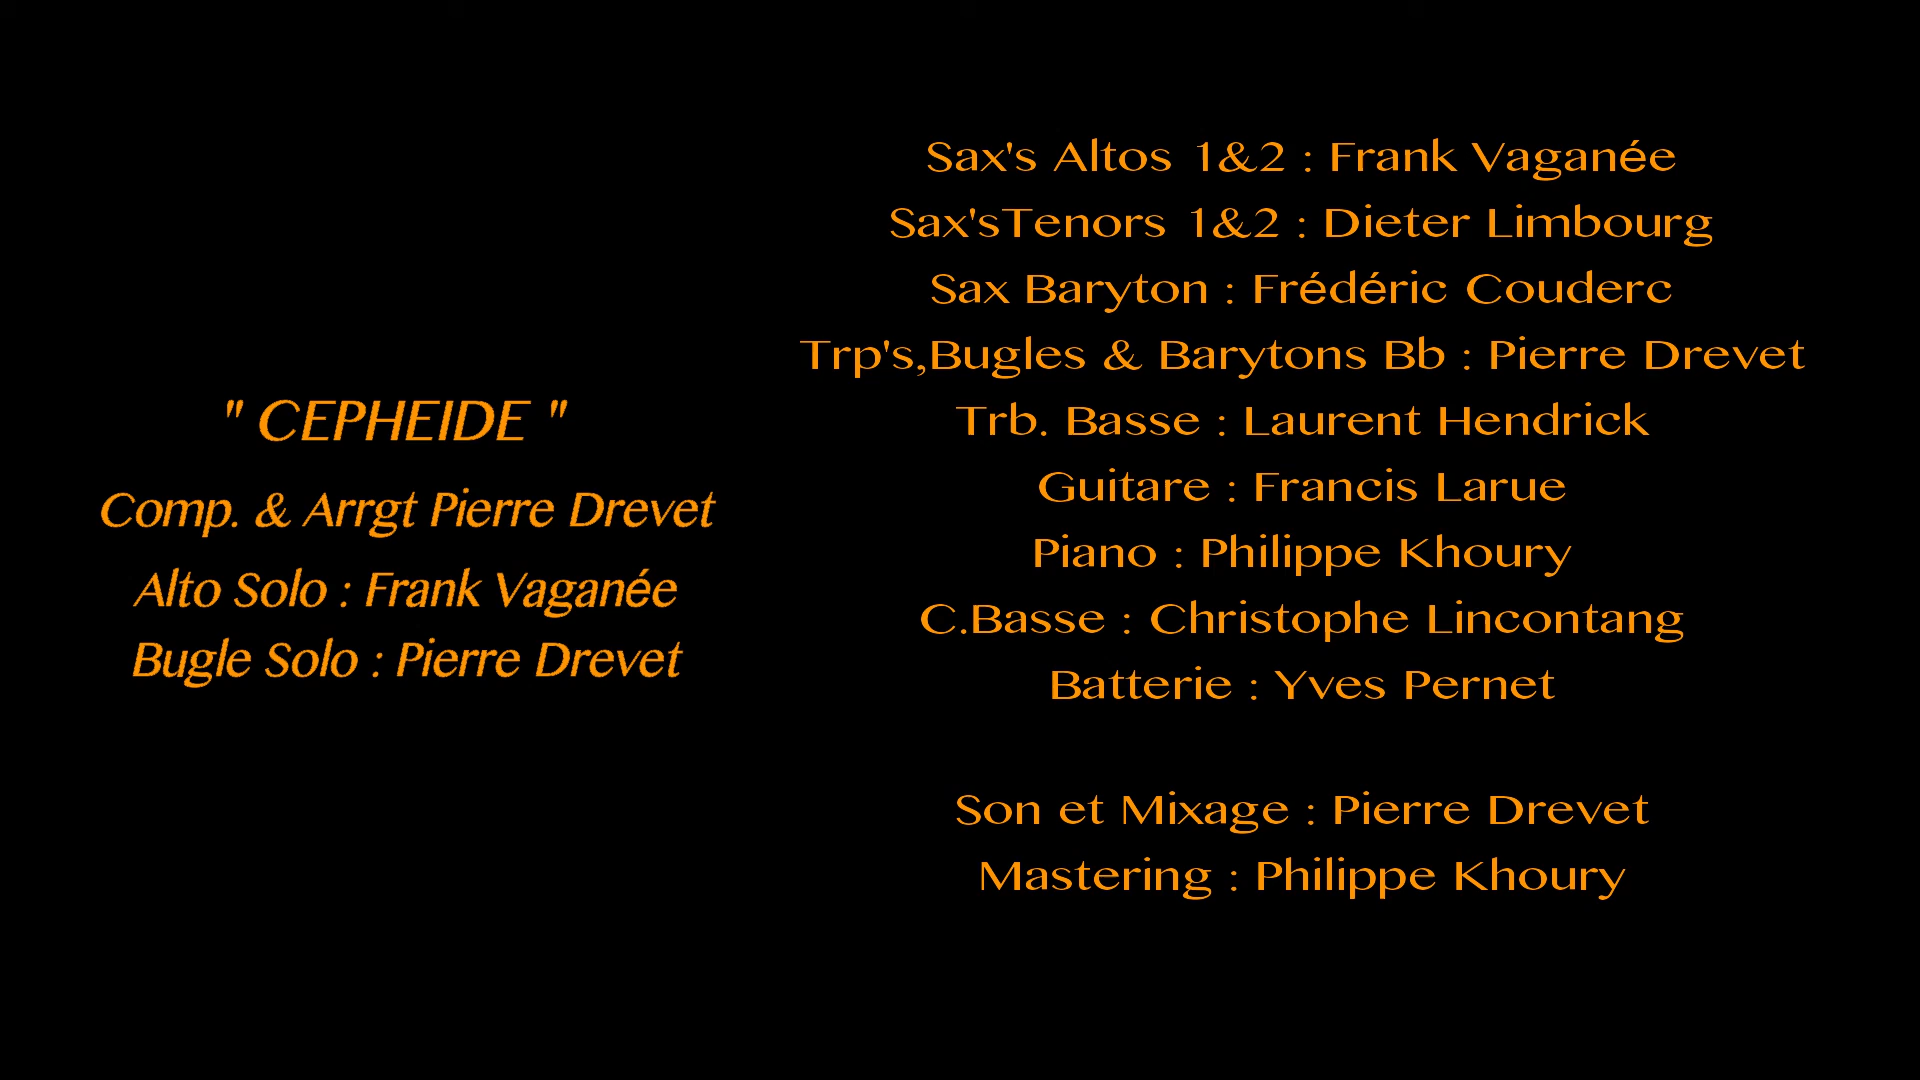 " CEPHEIDE "
Comp. & Arrgt Pierre Drevet
Alto Solo : Frank Vaganée
Bugle Solo : Pierre Drevet
Sax's Altos 1&2 : Frank Vaganée
Sax'sTenors 1&2 : Dieter Limbourg
Sax Baryton : Frédéric Couderc
Trp's,Bugles & Barytons Bb : Pierre Drevet
Trb. Basse : Laurent Hendrick
Guitare : Francis Larue
Piano : Philippe Khoury
C.Basse : Christophe Lincontang
Batterie : Yves Pernet
Son et Mixage : Pierre Drevet
Mastering : Philippe Khoury